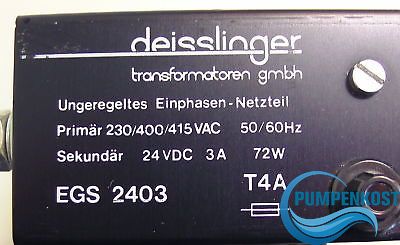 deisslinger
transformatoren gmbh
Ungeregeltes Einphasen-Netzteil
Primär 230/400/415 VAC 50/60Hz
Sekundär 24 VDC 3A 72W
EGS 2403 T4A
PUMPENKOST